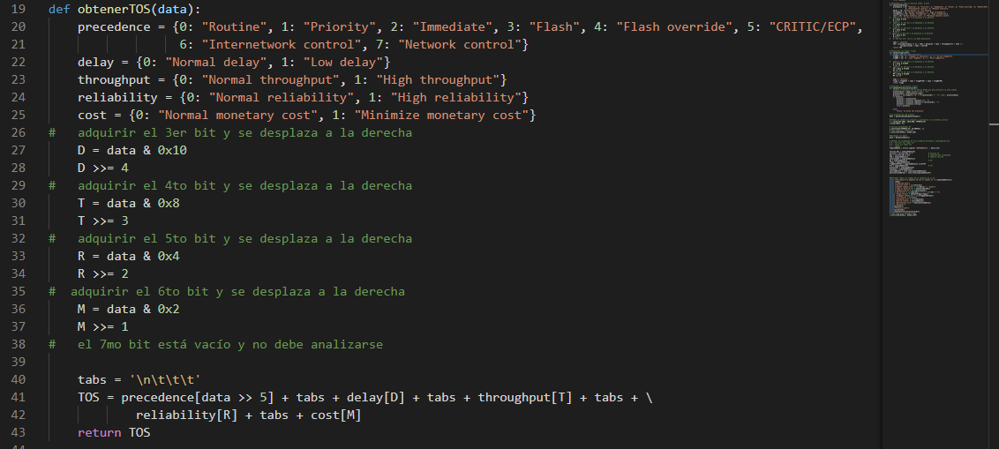 19 def obtenerTOS(data):
20 precedence = {0: "Routine", 1: "Priority", 2: "Immediate", 3: "Flash", 4: "Flash override", 5: "CRITIC/ECP",
21 6: "Internetwork control", 7: "Network control"}
22 delay = {0: "Normal delay", 1: "Low delay"}
23 throughput = {0: "Normal throughput", 1: "High throughput"}
24 reliability = {0: "Normal reliability", 1: "High reliability"}
25 cost = {0: "Normal monetary cost", 1: "Minimize monetary cost"}
26 # adquirir el 3er bit y se desplaza a la derecha
27 D = data & 0x10
28 D >>= 4
29 # adquirir el 4to bit y se desplaza a la derecha
30 T = data & 0x8
31 T >>= 3
32 # adquirir el 5to bit y se desplaza a la derecha
33 R = data & 0x4
34 R >>= 2
35 # adquirir el 6to bit y se desplaza a la derecha
36 M = data & 0x2
37 M >>= 1
38 # el 7mo bit está vacío y no debe analizarse
39
40 tabs = '\n\t\t\t'
41 TOS = precedence[data >> 5] + tabs + delay[D] + tabs + throughput[T] + tabs + \
42 reliability[R] + tabs + cost[M]
43 return TOS